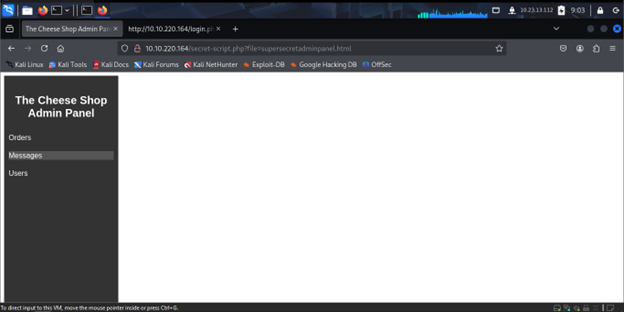 10.23.13.112
9:03
The Cheese Shop Admin Pan
http://10.10.220.164/login.p
10.10.220.164/secret-script.php?file=supersecretadminpanel.html
Kali Linux
Kali Tools
Kali Docs
Kali Forums
Kali NetHunter
Exploit-DB
Google Hacking DB
OffSec
The Cheese Shop
Admin Panel
Orders
Messages
Users
To direct input to this VM, move the mouse pointer inside or press Ctrl+G.